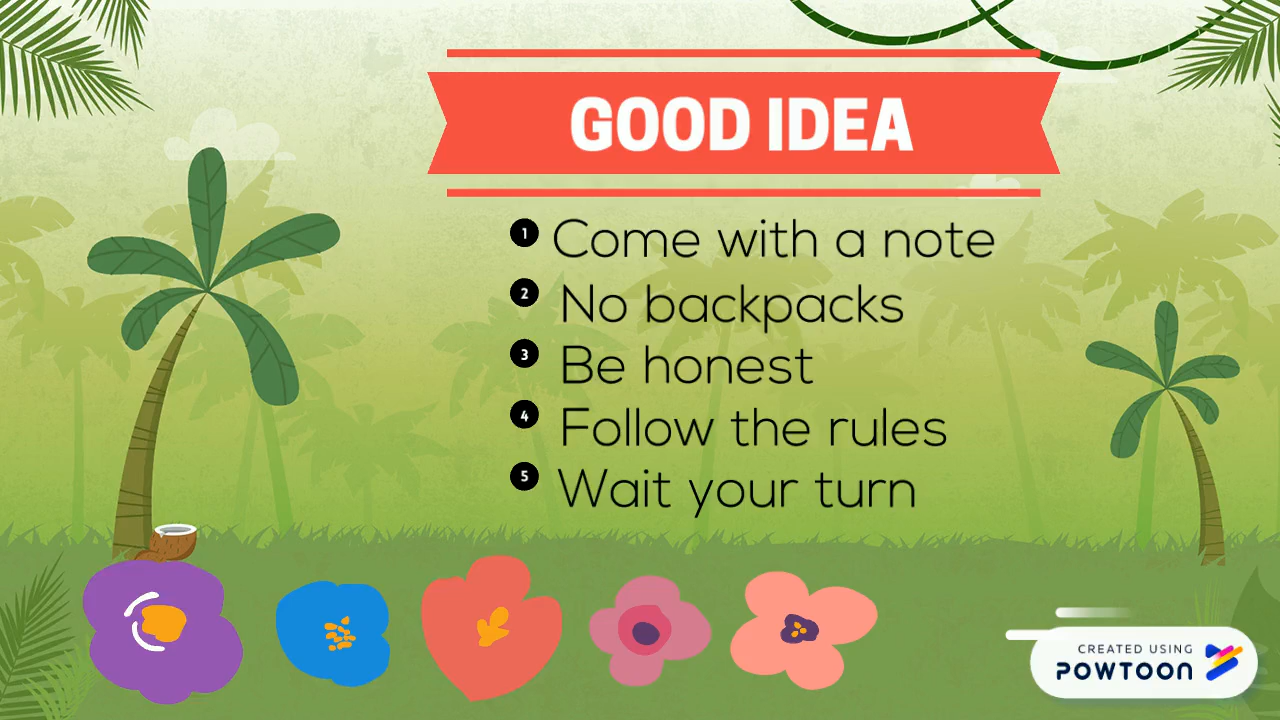 GOOD IDEA
1 Come with a note
2 No backpacks
3 Be honest
4 Follow the rules
5 Wait your turn
CREATED USING
POWTOON